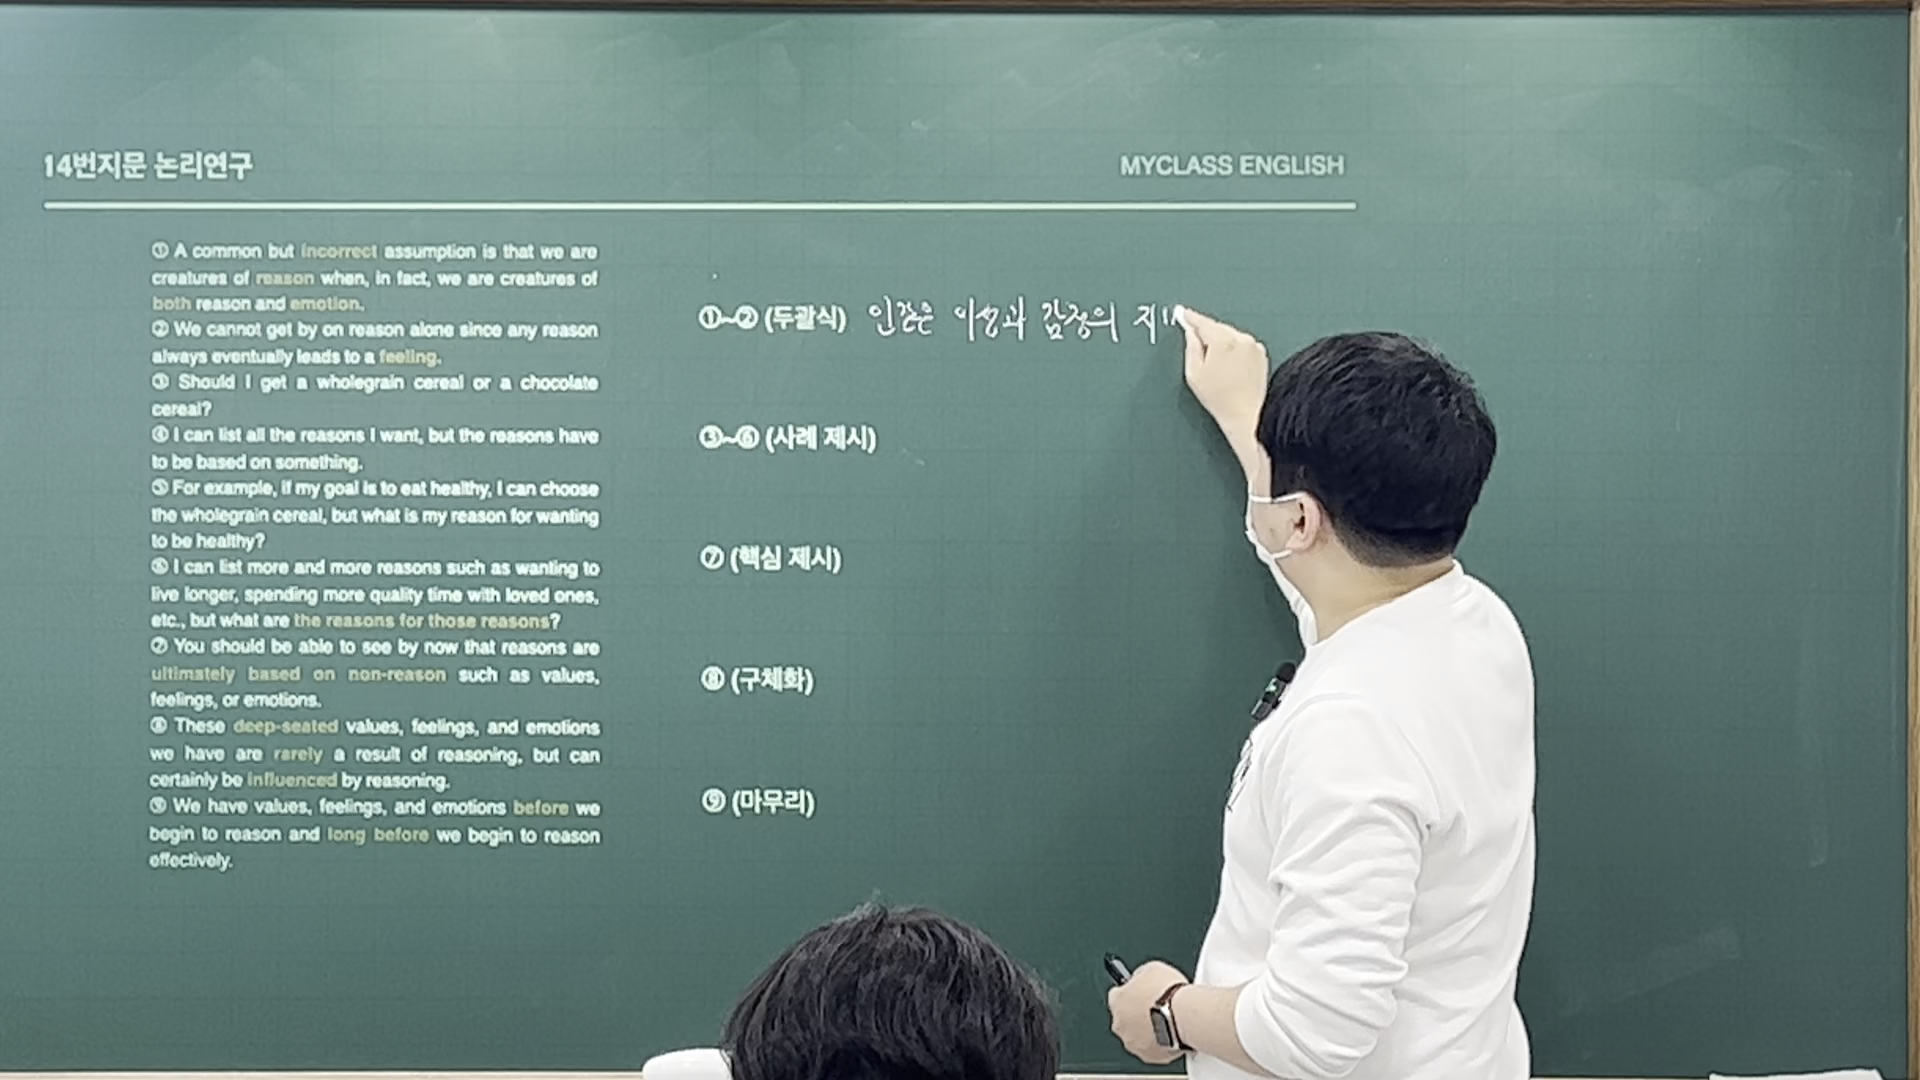 14번지문 논리연구
MYCLASS ENGLISH
① A common but incorrect assumption is that we are
creatures of reason when, in fact, we are creatures of
both reason and emotion.
② We cannot get by on reason alone since any reason
always eventually leads to a feeling.
③ Should I get a wholegrain cereal or a chocolate
cereal?
④ I can list all the reasons I want, but the reasons have
to be based on something.
⑤ For example, if my goal is to eat healthy, I can choose
the wholegrain cereal, but what is my reason for wanting
to be healthy?
⑥ I can list more and more reasons such as wanting to
live longer, spending more quality time with loved ones,
etc., but what are the reasons for those reasons?
⑦ You should be able to see by now that reasons are
ultimately based on non-reason such as values,
feelings, or emotions.
⑧ These deep-seated values, feelings, and emotions
we have are rarely a result of reasoning, but can
certainly be influenced by reasoning.
⑨ We have values, feelings, and emotions before we
begin to reason and long before we begin to reason
effectively.
①~② (두괄식) 인간은 이성과 감정의
③~⑥ (사례 제시)
⑦ (핵심 제시)
⑧ (구체화)
⑨ (마무리)